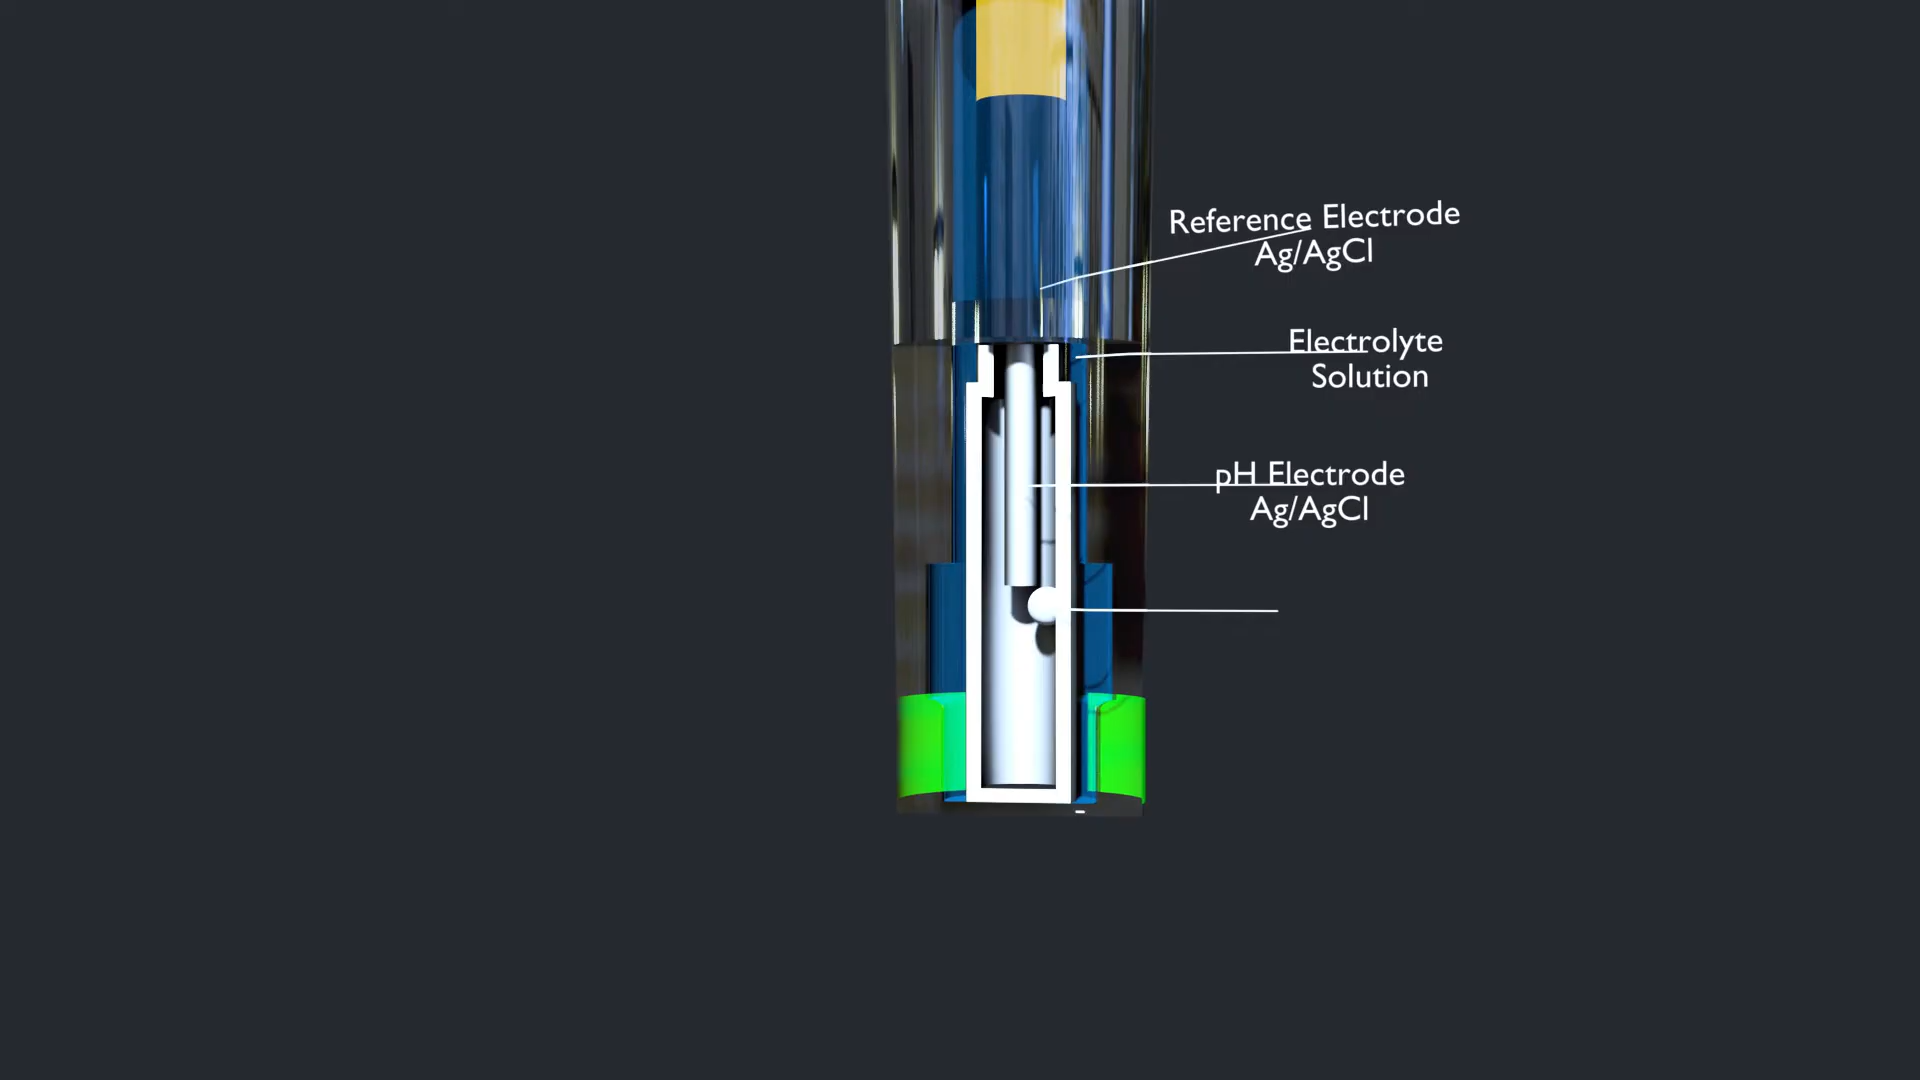 Reference Electrode
Ag/AgCl
Electrolyte
Solution
pH Electrode
Ag/AgCl